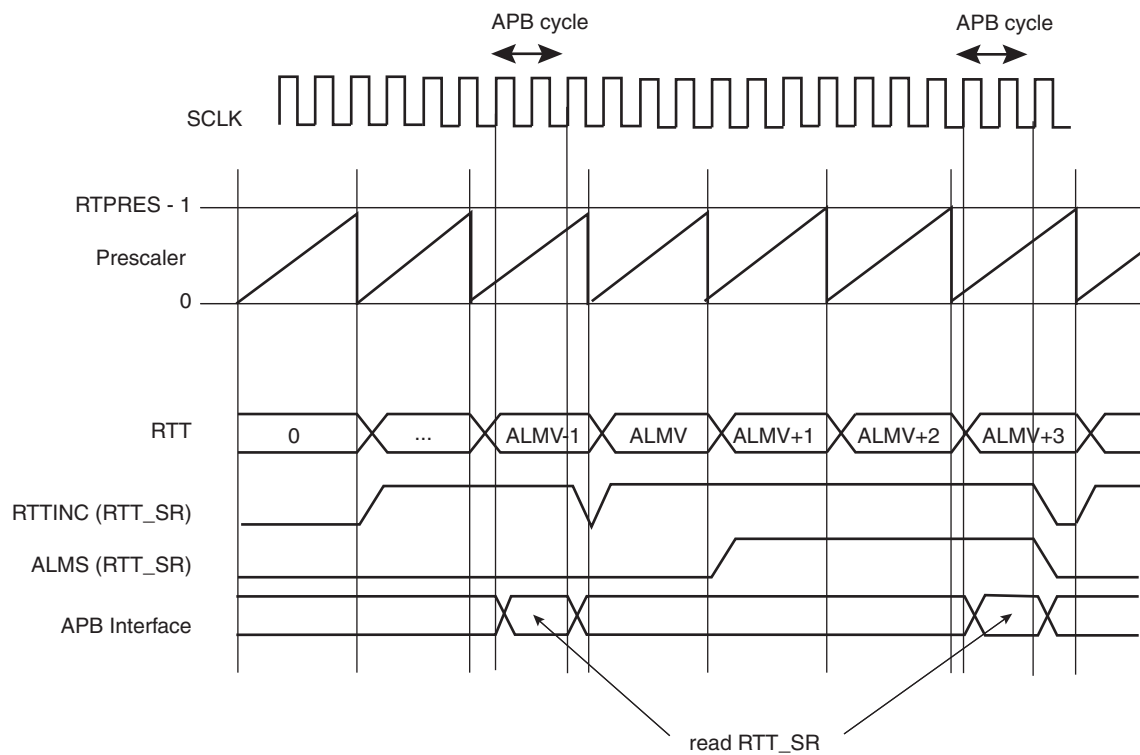 APB cycle
APB cycle
SCLK
RTPRES - 1
Prescaler
0
RTT
0
...
ALMV-1
ALMV
ALMV+1
ALMV+2
ALMV+3
RTTINC (RTT_SR)
ALMS (RTT_SR)
APB Interface
read RTT_SR